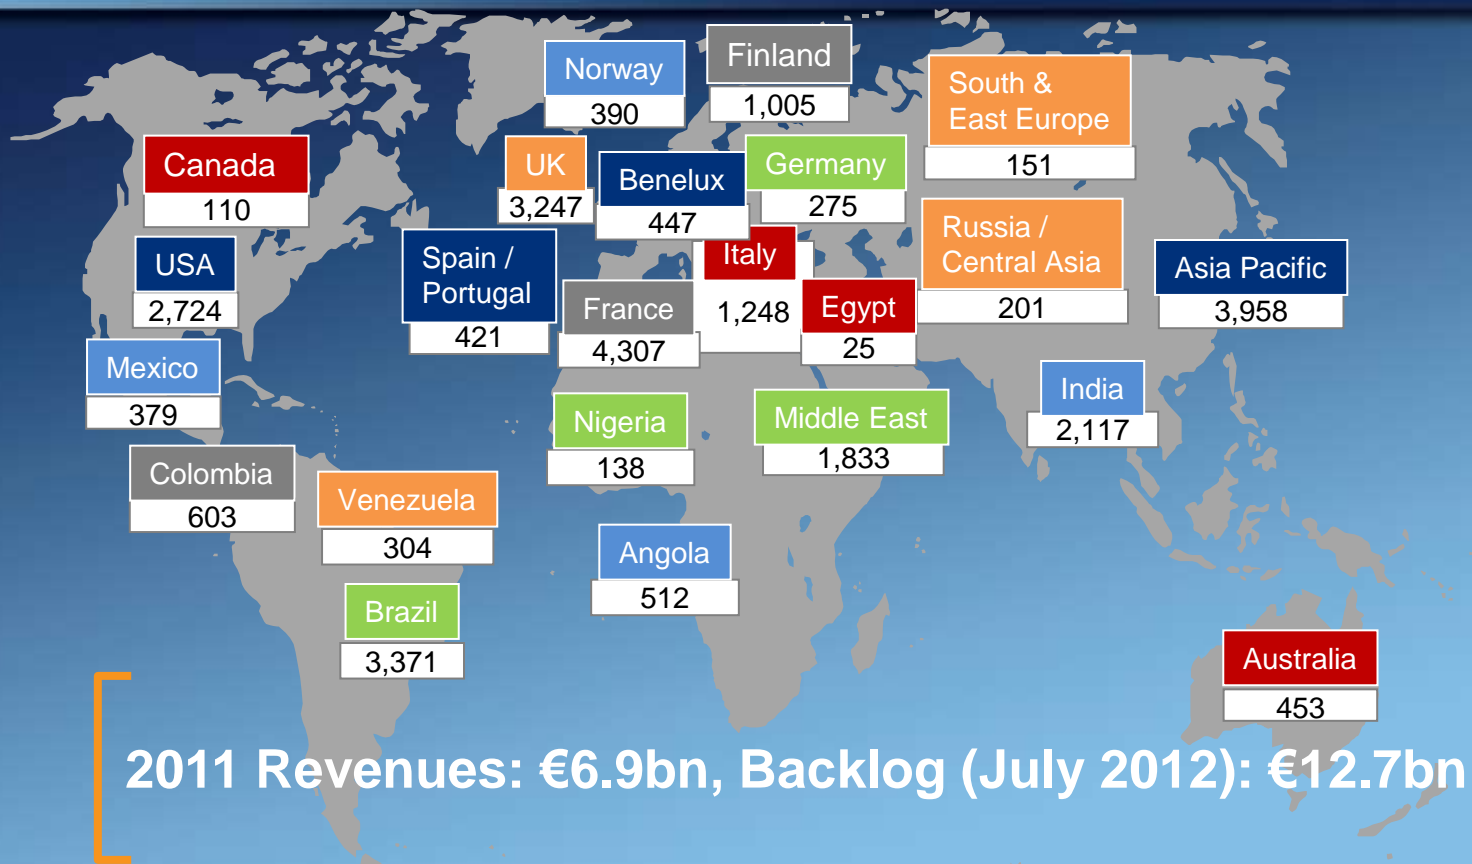 Norway
390
Finland
1,005
South &
East Europe
151
Canada
110
UK
3,247
Benelux
447
Germany
275
USA
2,724
Spain /
Portugal
421
France
4,307
Italy
1,248
Egypt
25
Russia /
Central Asia
201
Asia Pacific
3,958
Mexico
379
Nigeria
138
Middle East
1,833
India
2,117
Colombia
603
Venezuela
304
Angola
512
Brazil
3,371
Australia
453
2011 Revenues: €6.9bn, Backlog (July 2012): €12.7bn